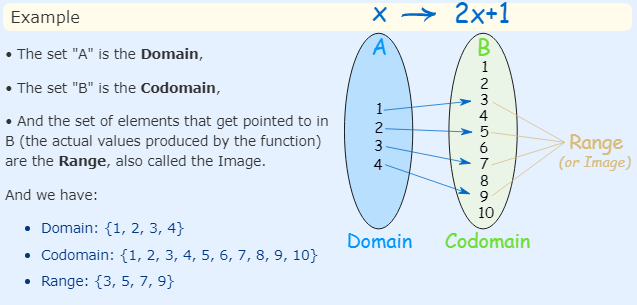 Example
• The set "A" is the Domain,
• The set "B" is the Codomain,
• And the set of elements that get pointed to in
B (the actual values produced by the function)
are the Range, also called the Image.
And we have:
• Domain: {1, 2, 3, 4}
• Codomain: {1, 2, 3, 4, 5, 6, 7, 8, 9, 10}
• Range: {3, 5, 7, 9}
x → 2x+1
A
1
2
3
4
Domain
B
1
2
3
4
5
6
7
8
9
10
Codomain
Range
(or Image)